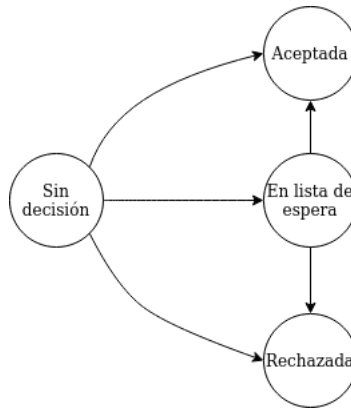 Aceptada
Sin
decisión
En lista de
espera
Rechazada